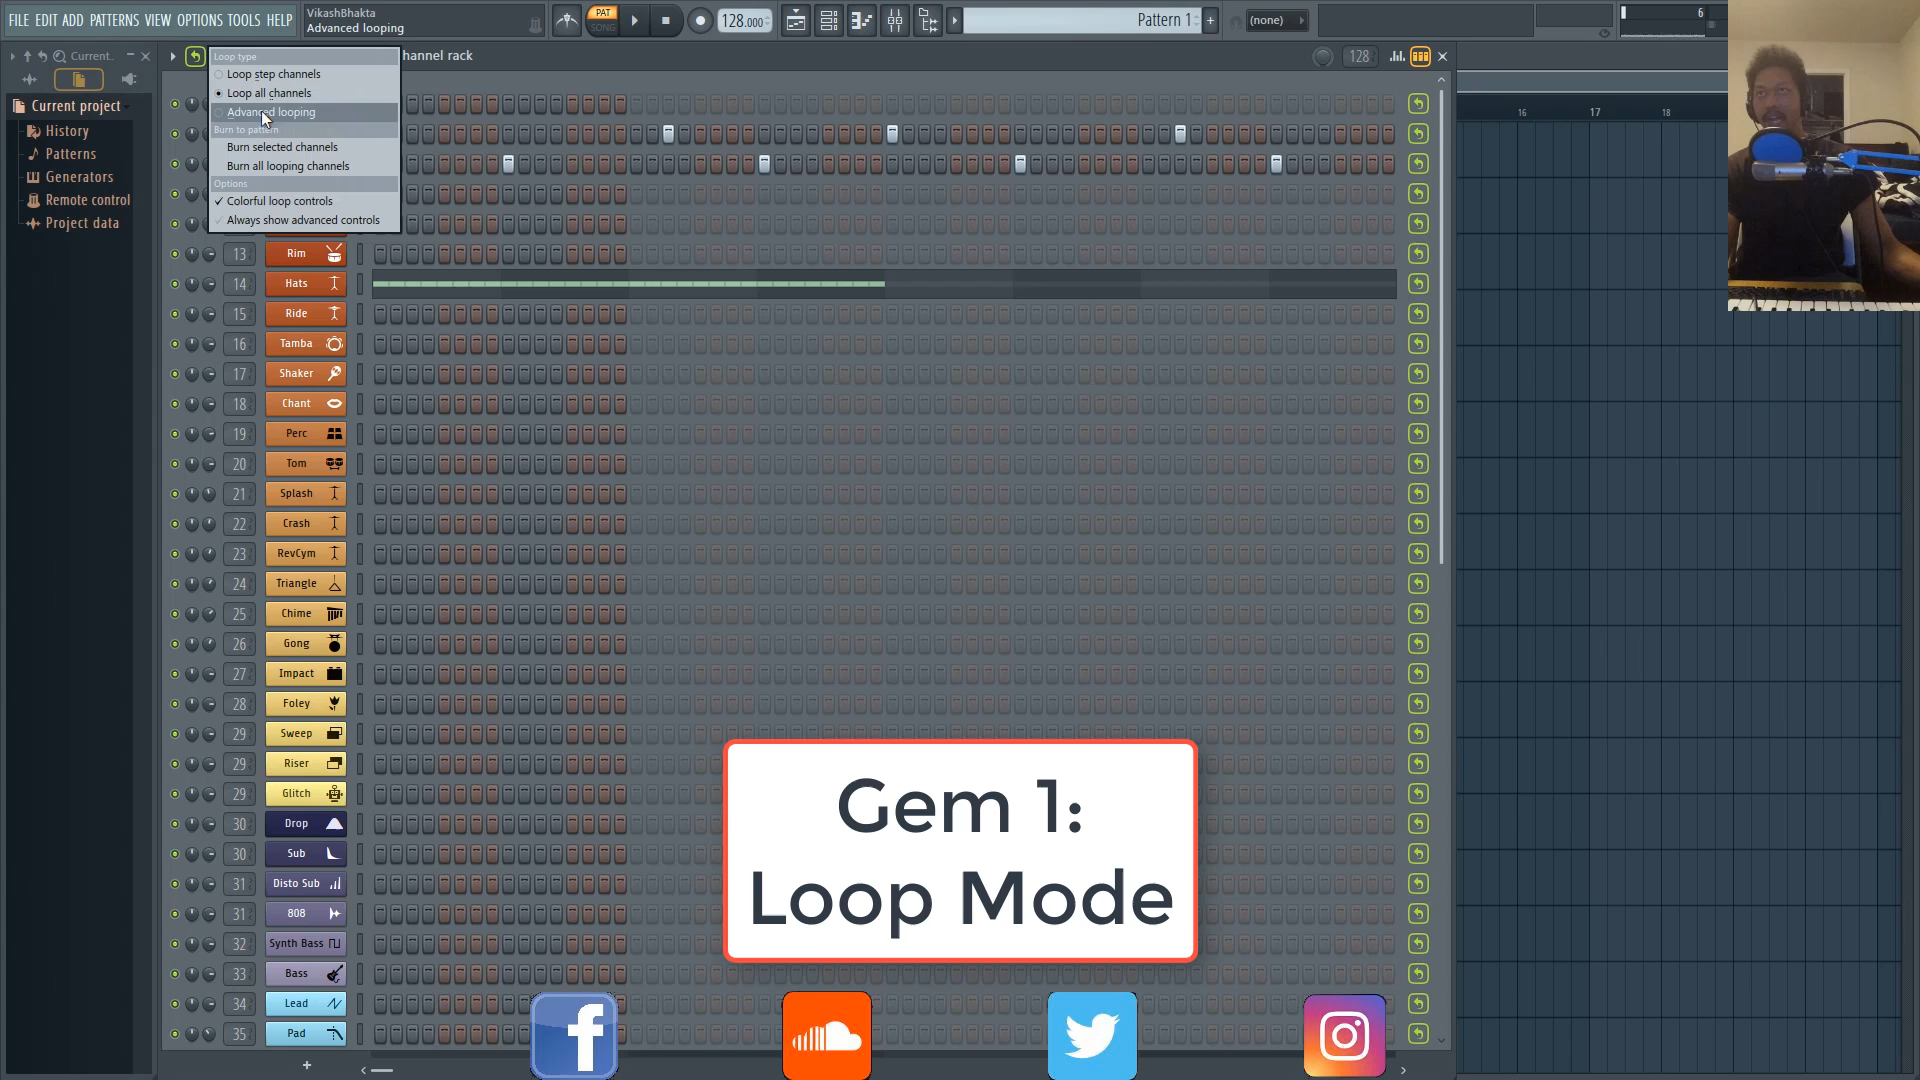 FILE EDIT ADD PATTERNS VIEW OPTIONS TOOLS HELP
VikashBhakta
Advanced looping
PAT
SONG
128.000
Pattern 1
(none)
6
Current..
hannel rack
128
Loop type
Loop step channels
Loop all channels
Advanced looping
Burn to pattern
Burn selected channels
Burn all looping channels
Options
Colorful loop controls
Always show advanced controls
Current project
History
Patterns
Generators
Remote control
Project data
16
17
18
13 Rim
14 Hats
15 Ride
16 Tamba
17 Shaker
18 Chant
19 Perc
20 Tom
21 Splash
22 Crash
23 RevCym
24 Triangle
25 Chime
26 Gong
27 Impact
28 Foley
29 Sweep
29 Riser
29 Glitch
30 Drop
30 Sub
31 Disto Sub
31 808
32 Synth Bass
33 Bass
34 Lead
35 Pad
Gem 1:
Loop Mode